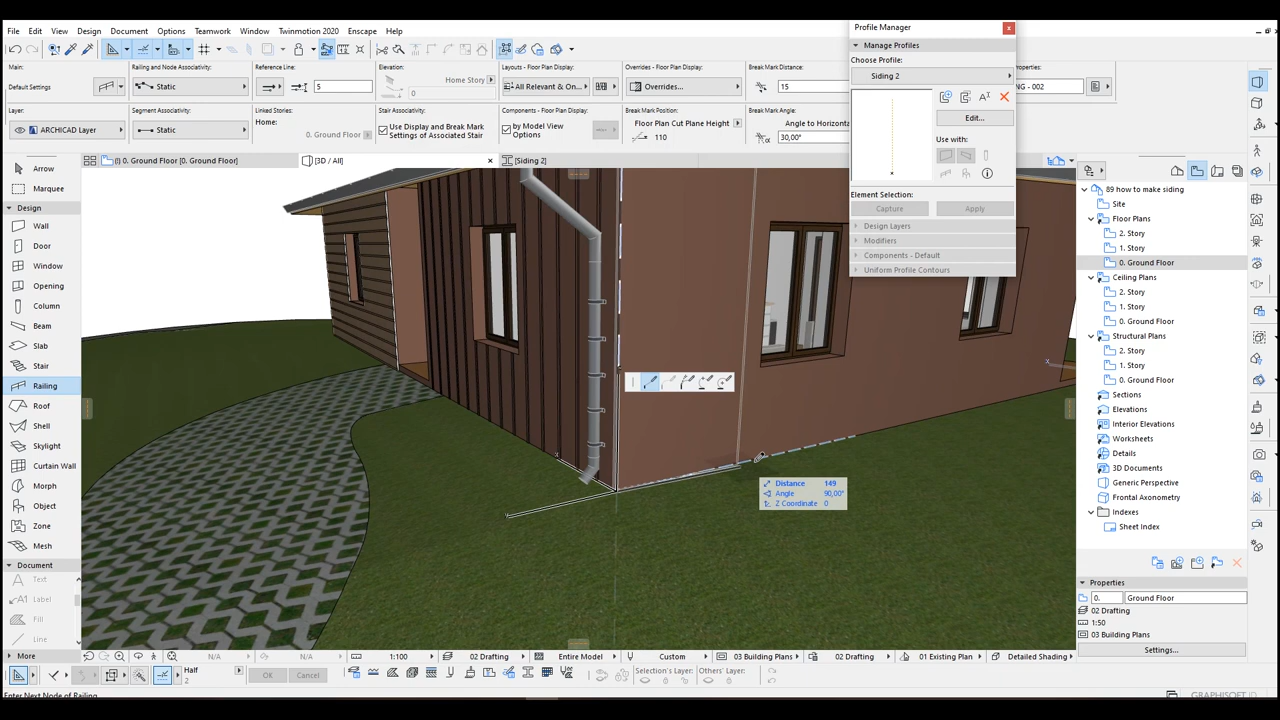 File Edit View Design Document Options Twinmotion 2020 Teamwork Window Enscape Help
Profile Manager
Manage Profiles
Choose Profile:
Siding 2
Edit...
Use with:
Element Selection:
Capture Apply
Design Layers
Modifiers
Components - Default
Uniform Profile Contours
Main:
Default Settings
Railing and Node Associativity:
Static
Reference Line:
5
Elevation:
Home Story
0
Layouts - Floor Plan Display:
All Relevant & On...
Overrides - Floor Plan Display:
Overrides...
Break Mark Distance:
15
NG - 002
Layer:
ARCHICAD Layer
Segment Associativity:
Static
Linked Stories:
Home:
0. Ground Floor
Stair Associativity:
Use Display and Break Mark Settings of Associated Stair
Components - Floor Plan Display:
by Model View Options
Break Mark Position:
Floor Plan Cut Plane Height
110
Angle to Horizonta
30,00°
(!) 0. Ground Floor [0. Ground Floor]
[3D / All]
[Siding 2]
Arrow
Marquee
Design
Wall
Door
Window
Opening
Column
Beam
Slab
Stair
Railing
Roof
Shell
Skylight
Curtain Wall
Morph
Object
Zone
Mesh
Document
Text
Label
Fill
Line
More
Distance 149
Angle 90,00°
Z Coordinate 0
89 how to make siding
Site
Floor Plans
2. Story
1. Story
0. Ground Floor
Ceiling Plans
2. Story
1. Story
0. Ground Floor
Structural Plans
2. Story
1. Story
0. Ground Floor
Sections
Elevations
Interior Elevations
Worksheets
Details
3D Documents
Generic Perspective
Frontal Axonometry
Indexes
Sheet Index
Properties
0. Ground Floor
02 Drafting
1:50
03 Building Plans
Settings...
N/A N/A 1:100 02 Drafting Entire Model Custom 03 Building Plans 02 Drafting 01 Existing Plan Detailed Shading
Half
2
OK Cancel
Selection's Layer: Others' Layer:
Enter Next Node of Railing.
GRAPHISOFT ID